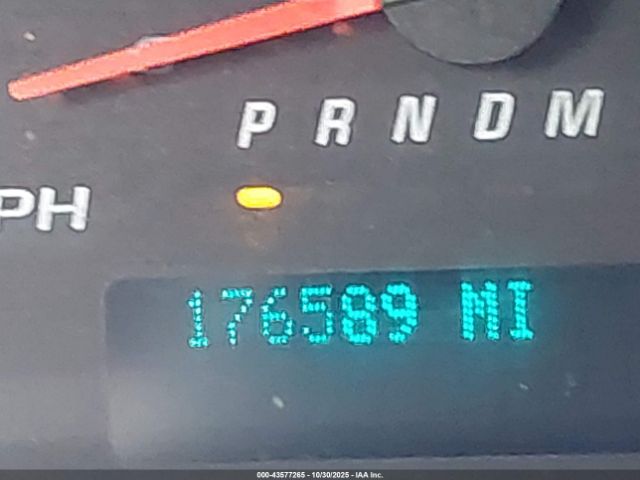 P R N D M
PH
176589 MI
000-43577265 - 10/30/2025 - IAA Inc.